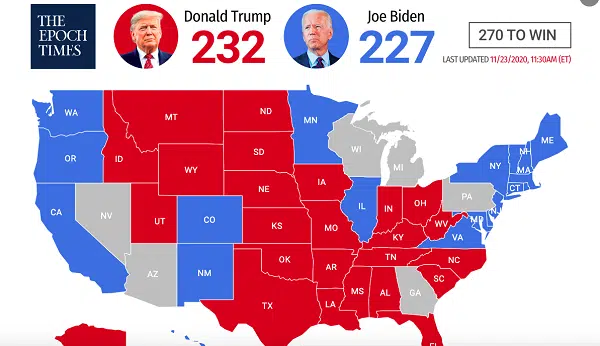 THE
EPOCH
TIMES
Donald Trump
232
Joe Biden
227
270 TO WIN
LAST UPDATED 11/23/2020, 11:30AM (ET)
WA
MT
ND
MN
ME
OR
ID
SD
WI
MI
NY
NH
MA
CT
WY
IA
NE
PA
NJ
CA
NV
UT
CO
KS
MO
IL
IN
OH
WV
MD
VA
KY
AZ
NM
OK
AR
TN
NC
SC
TX
LA
MS
AL
GA
FL